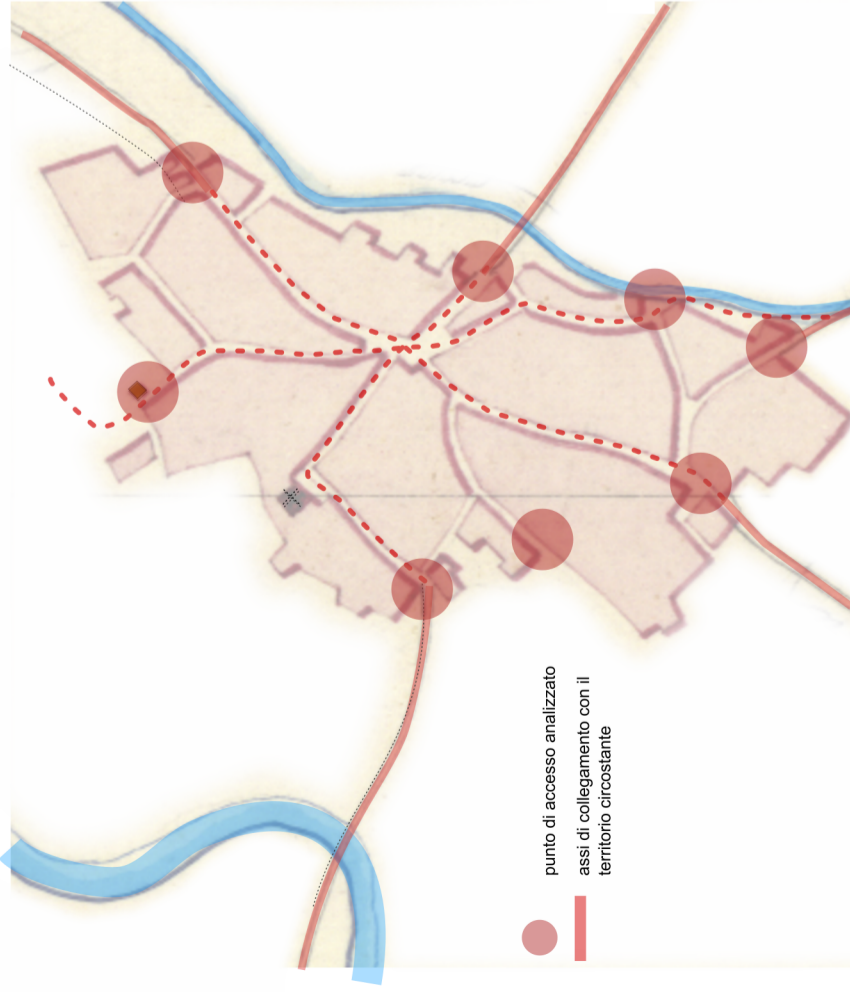 punto di accesso analizzato
assi di collegamento con il
territorio circostante